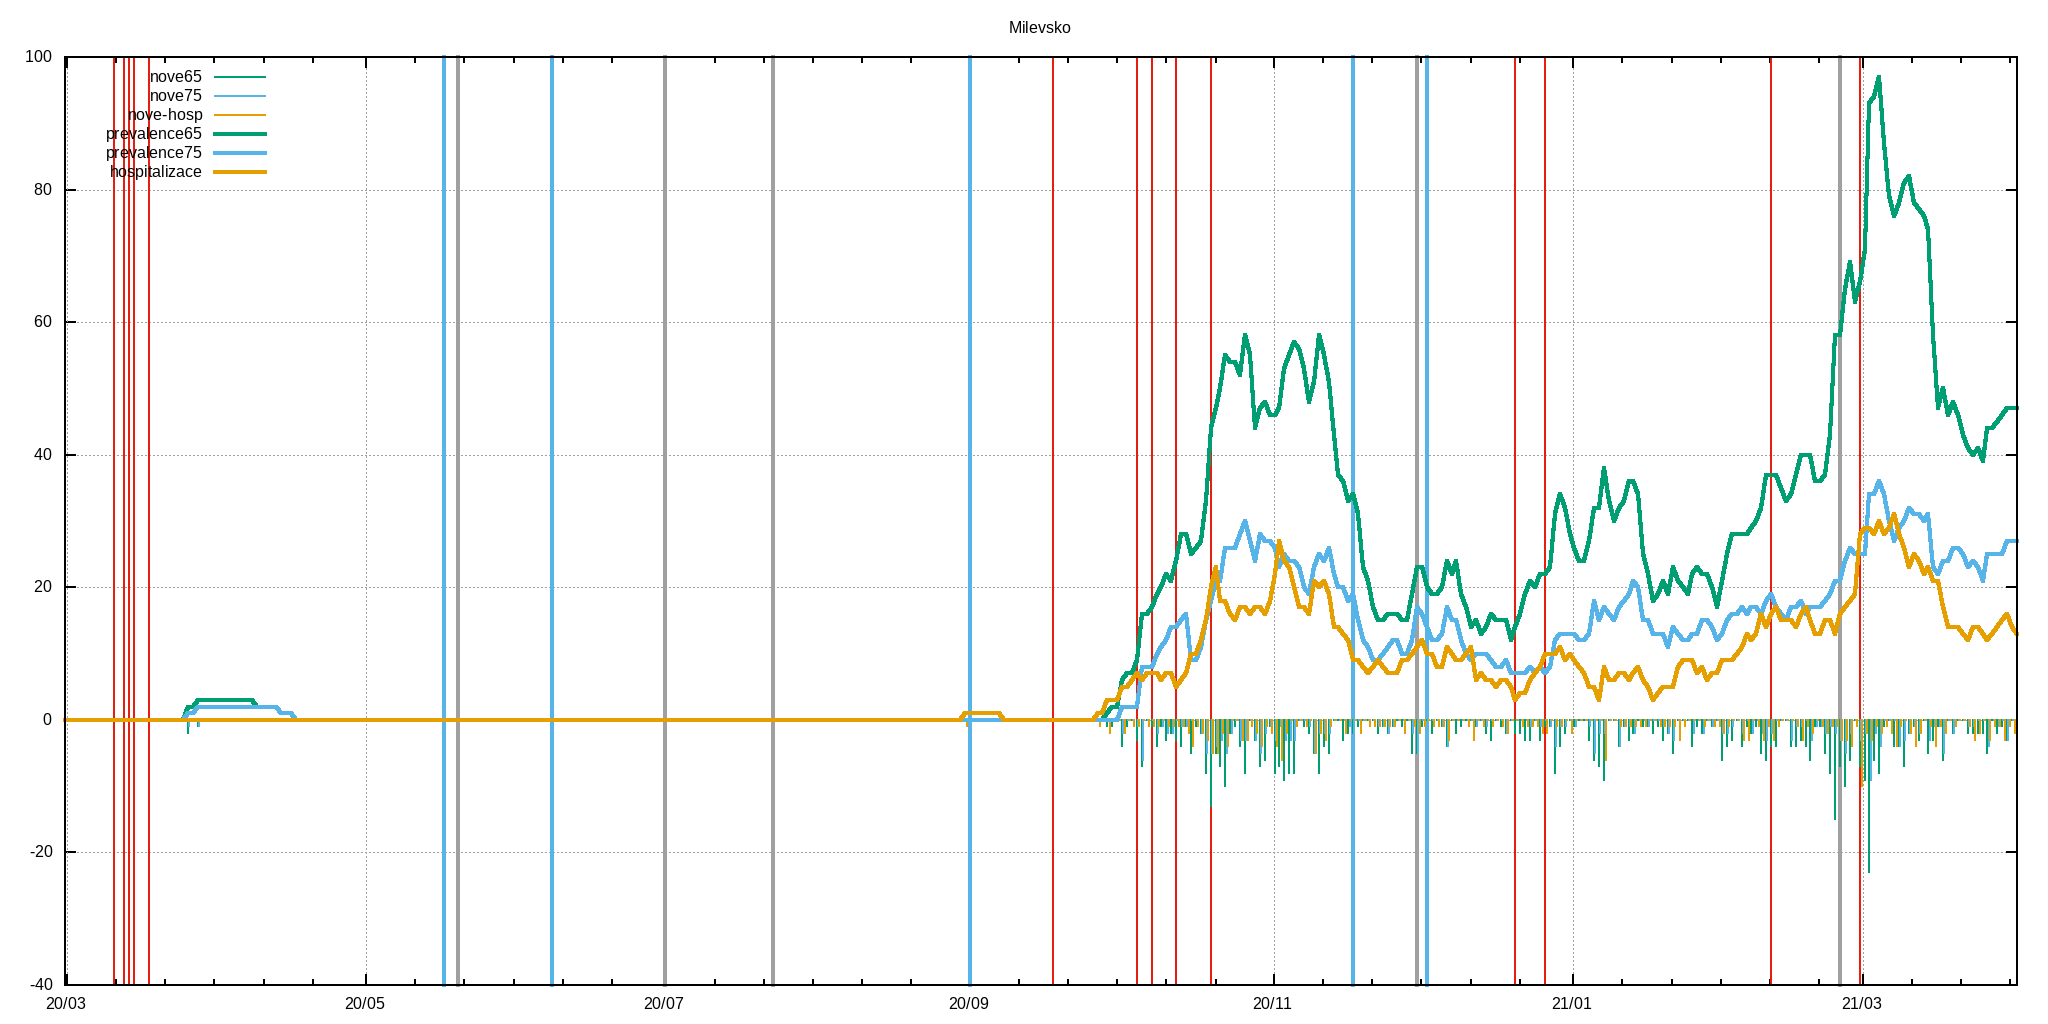 Milevsko
100
nove65
nove75
nove-hosp
prevalence65
prevalence75
hospitalizace
80
60
40
20
0
-20
-40
20/03 20/05 20/07 20/09 20/11 21/01 21/03